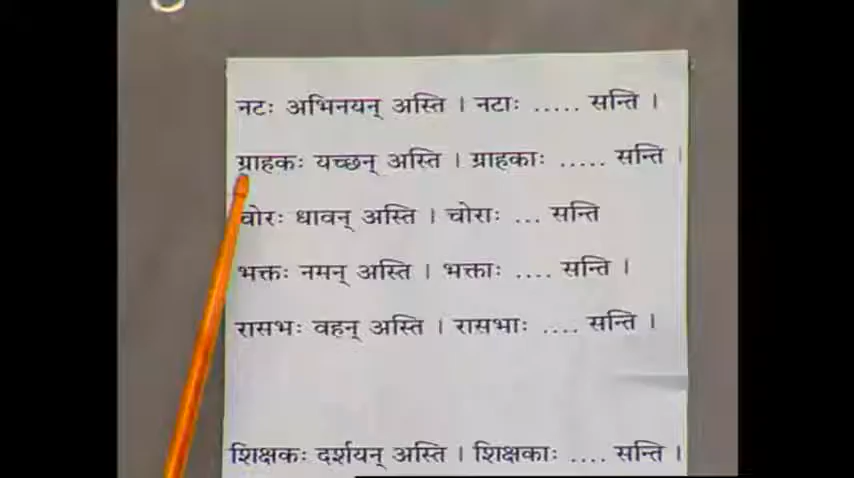 नटः अभिनयन् अस्ति । नटाः ..... सन्ति ।
ग्राहकः यच्छन् अस्ति । ग्राहकाः ..... सन्ति ।
चोरः धावन् अस्ति । चोराः ... सन्ति
भक्तः नमन् अस्ति । भक्ताः .... सन्ति ।
रासभः वहन् अस्ति । रासभाः .... सन्ति ।
शिक्षकः दर्शयन् अस्ति । शिक्षकाः .... सन्ति ।